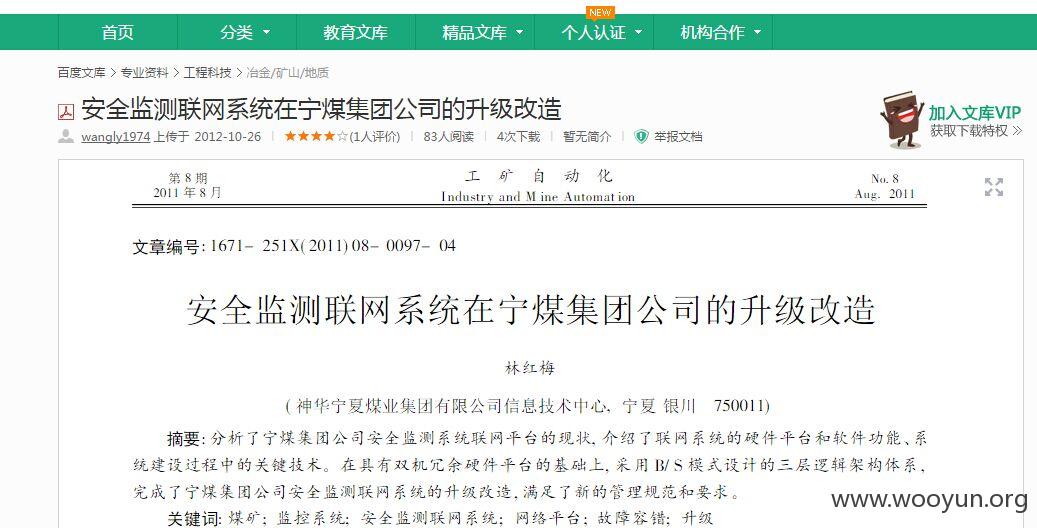 NEW
首页 分类 教育文库 精品文库 个人认证 机构合作
百度文库 > 专业资料 > 工程科技 > 冶金/矿山/地质
安全监测联网系统在宁煤集团公司的升级改造
加入文库VIP
wangly1974 上传于 2012-10-26 | ★★★★☆(1人评价) | 83人阅读 | 4次下载 | 暂无简介 | 举报文档
获取下载特权 >>
第 8 期 工 矿 自 动 化 No. 8
2011 年 8 月 Industry and Mine Automation Aug. 2011
文章编号: 1671- 251X(2011) 08- 0097- 04
安全监测联网系统在宁煤集团公司的升级改造
林红梅
( 神华宁夏煤业集团有限公司信息技术中心, 宁夏 银川 750011)
摘要: 分析了宁煤集团公司安全监测系统联网平台的现状, 介绍了联网系统的硬件平台和软件功能、系
统建设过程中的关键技术。在具有双机冗余硬件平台的基础上, 采用 B/ S 模式设计的三层逻辑架构体系,
完成了宁煤集团公司安全监测联网系统的升级改造, 满足了新的管理规范和要求。
www.wooyun.org
关键词: 煤矿; 监控系统; 安全监测联网系统; 网络平台; 故障容错; 升级